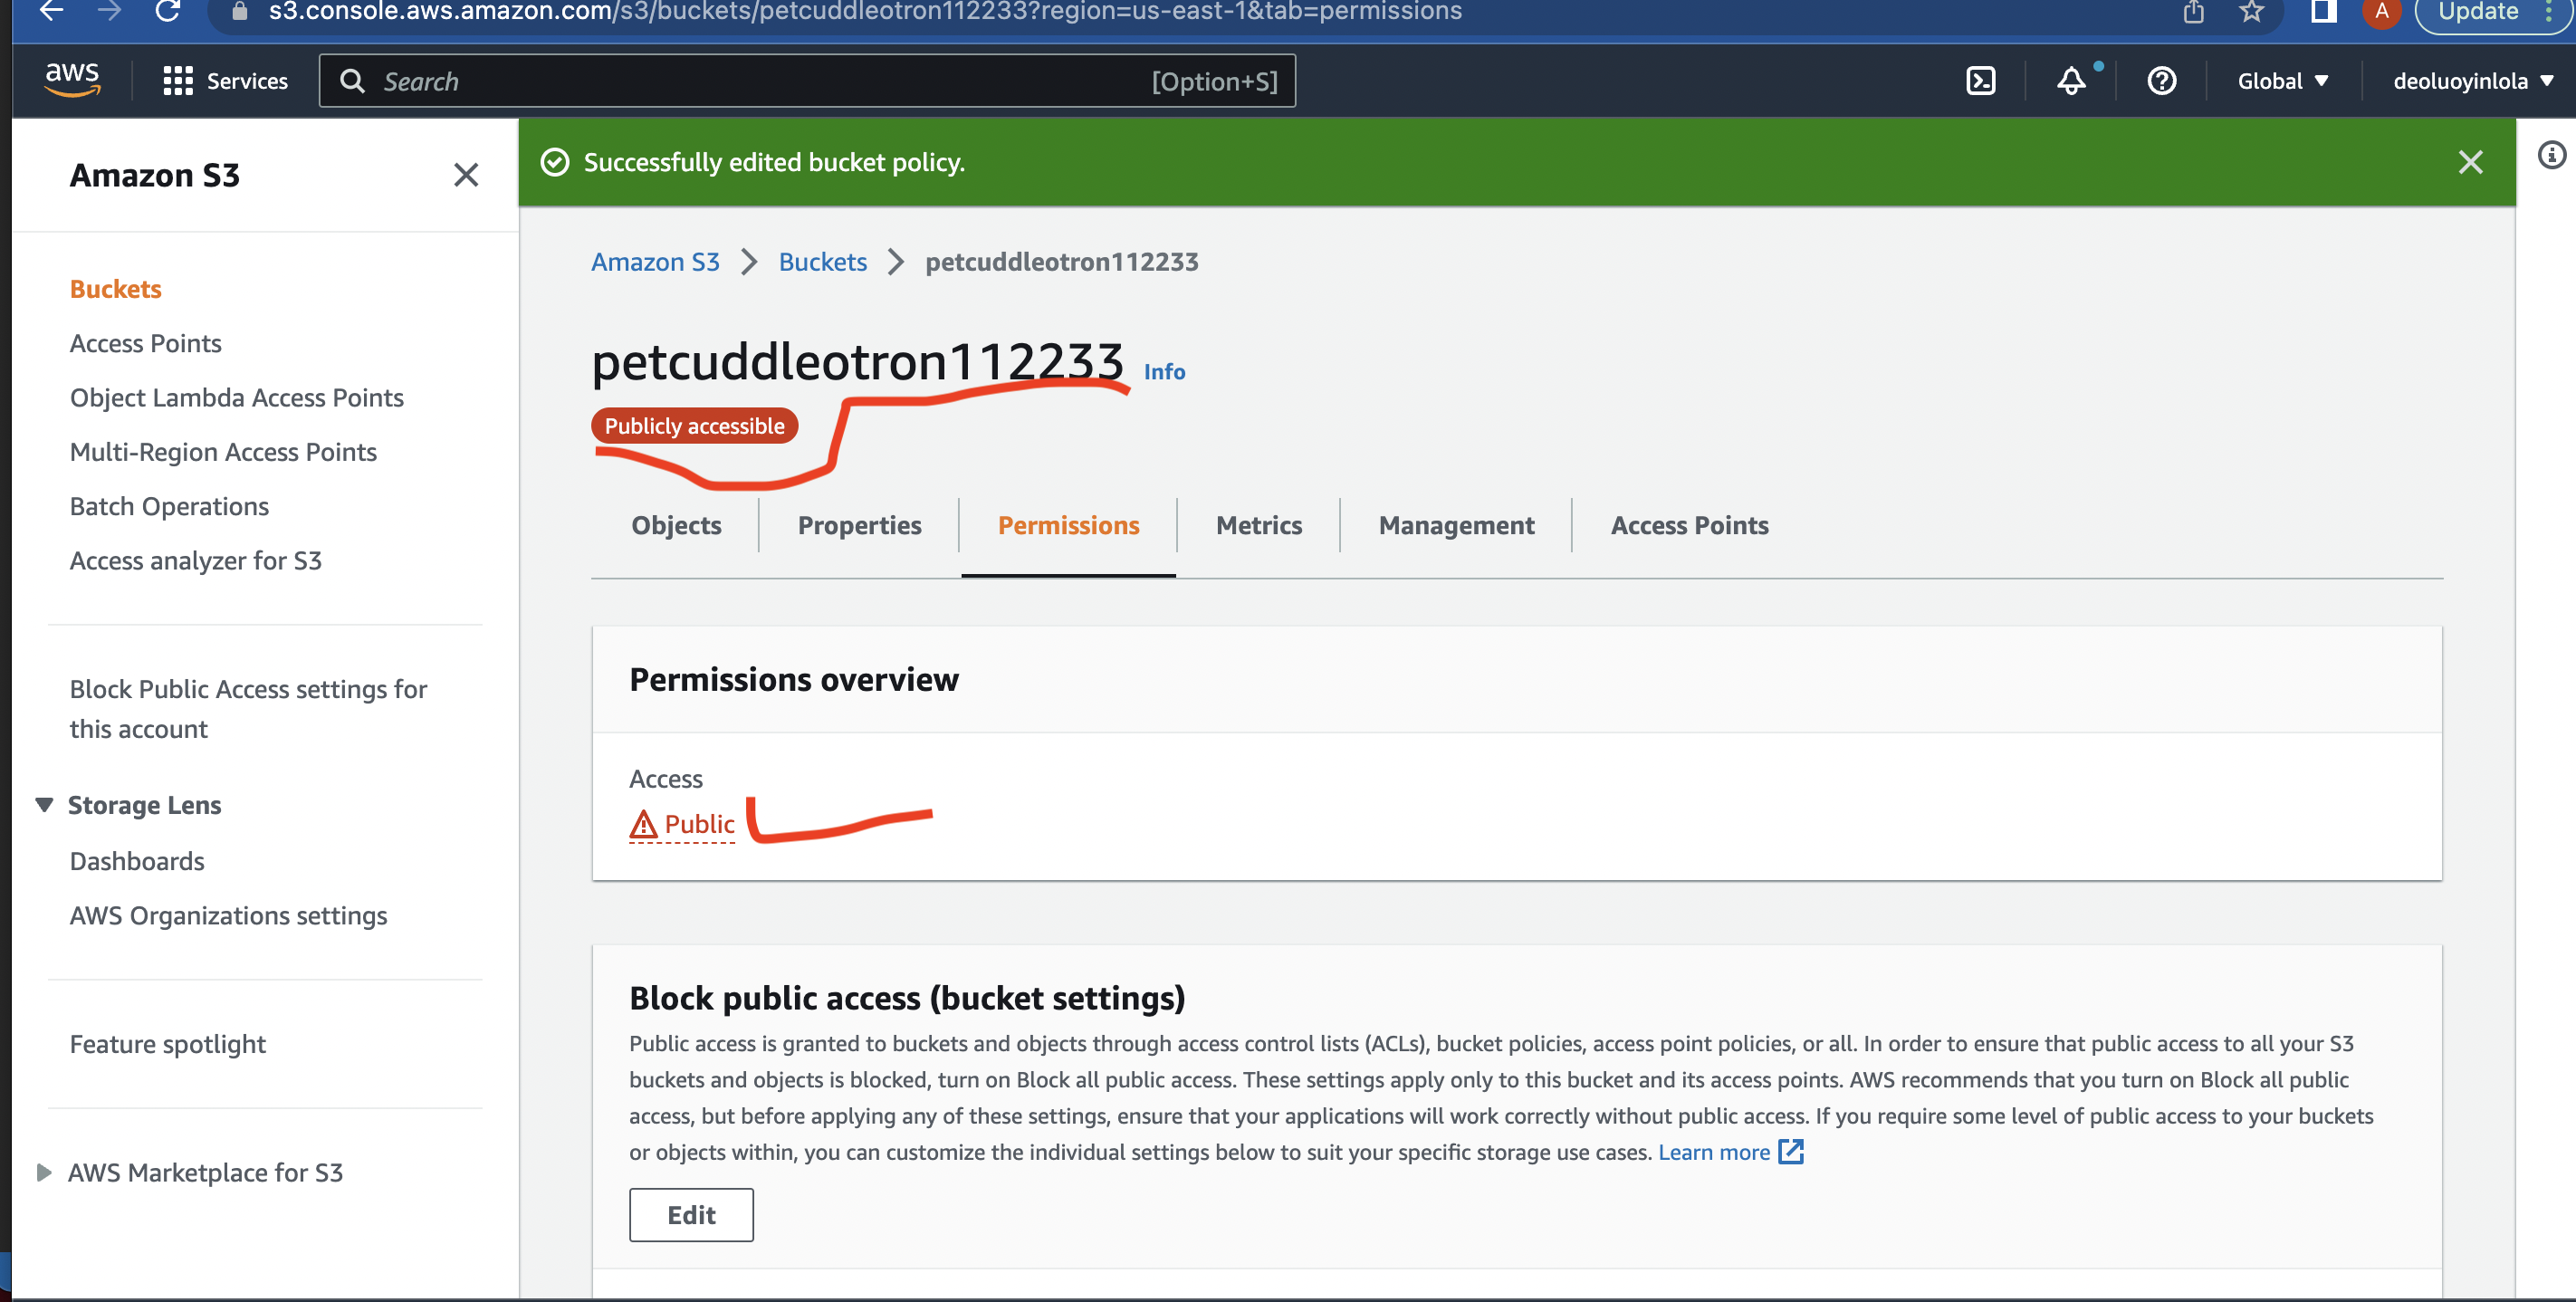 s3.console.aws.amazon.com/s3/buckets/petcuddleotron112233?region=us-east-1&tab=permissions
A
Update
aws
Services
Search
[Option+S]
Global
deoluoyinlola
Amazon S3
Successfully edited bucket policy.
Buckets
Access Points
Object Lambda Access Points
Multi-Region Access Points
Batch Operations
Access analyzer for S3
Block Public Access settings for
this account
Storage Lens
Dashboards
AWS Organizations settings
Feature spotlight
AWS Marketplace for S3
Amazon S3 > Buckets > petcuddleotron112233
petcuddleotron112233 Info
Publicly accessible
Objects
Properties
Permissions
Metrics
Management
Access Points
Permissions overview
Access
Public
Block public access (bucket settings)
Public access is granted to buckets and objects through access control lists (ACLs), bucket policies, access point policies, or all. In order to ensure that public access to all your S3
buckets and objects is blocked, turn on Block all public access. These settings apply only to this bucket and its access points. AWS recommends that you turn on Block all public
access, but before applying any of these settings, ensure that your applications will work correctly without public access. If you require some level of public access to your buckets
or objects within, you can customize the individual settings below to suit your specific storage use cases. Learn more
Edit